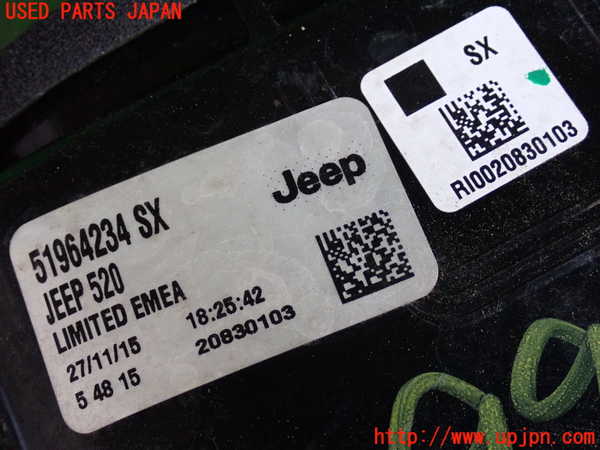 USED PARTS JAPAN
SX
RI0020830103
Jeep
51964234 SX
JEEP 520
LIMITED EMEA
27/11/15 18:25:42
5 48 15 20830103
http://www.upjpn.com/